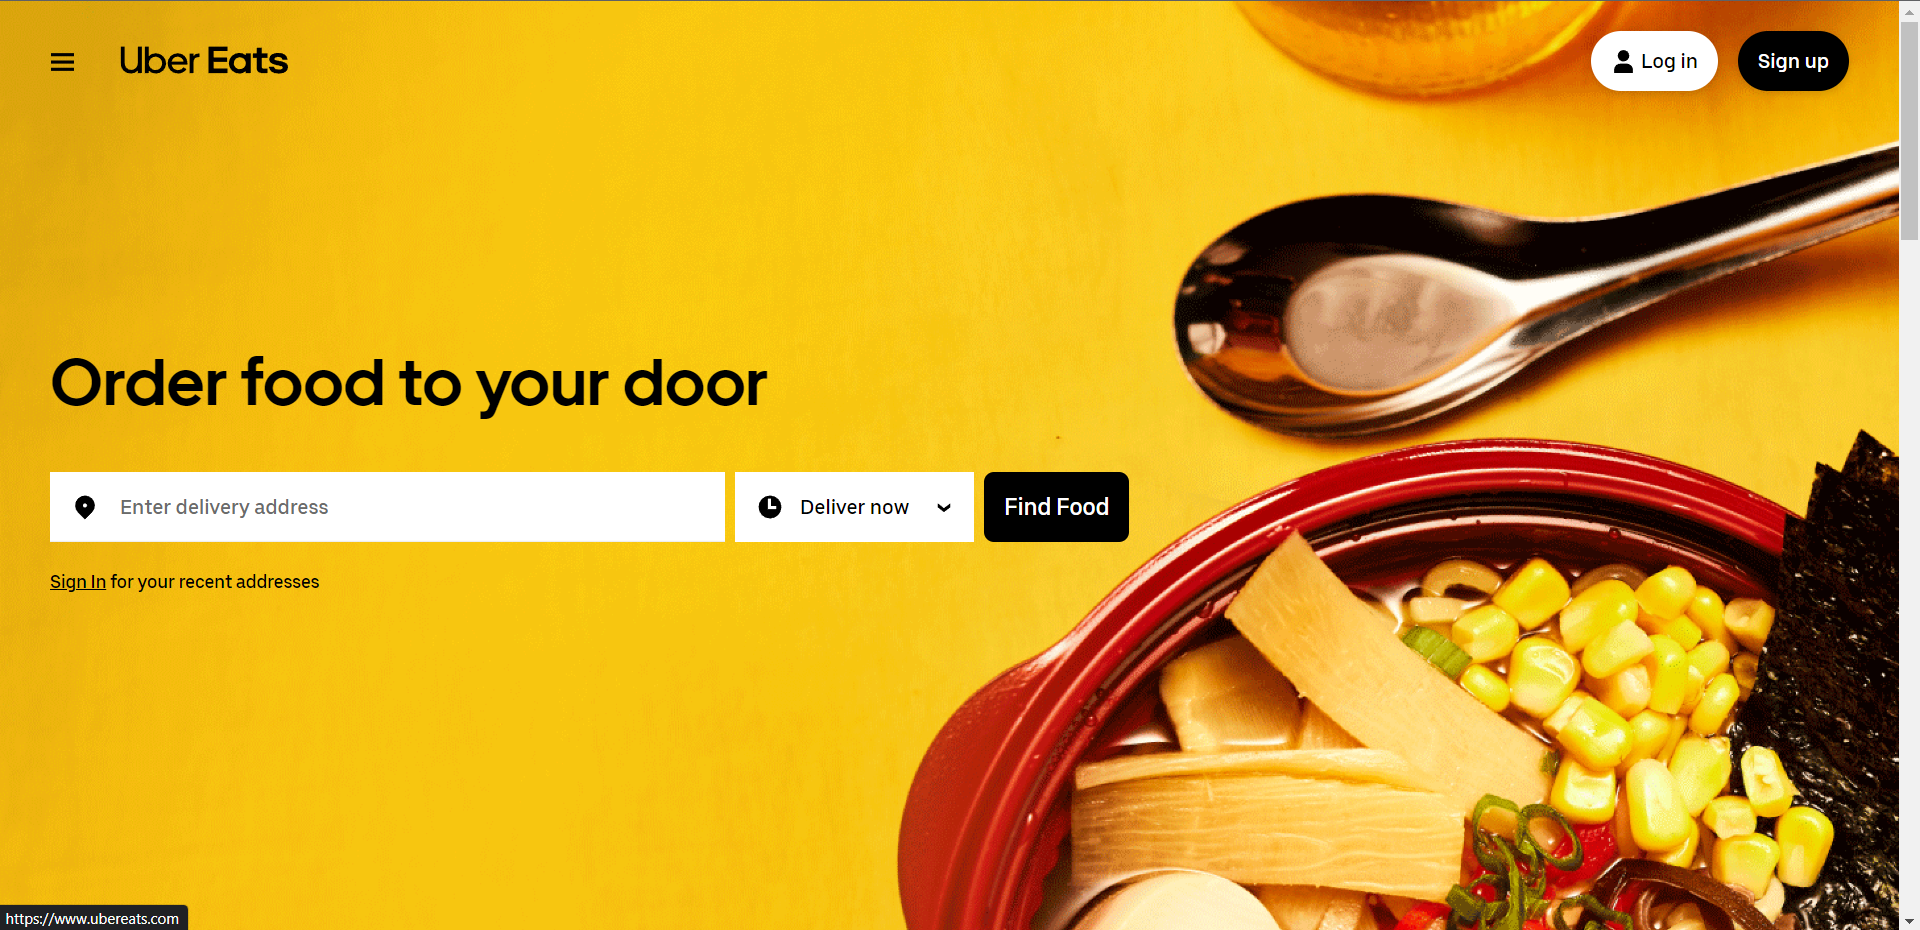 Uber Eats
Log in
Sign up
Order food to your door
Enter delivery address
Deliver now
Find Food
Sign In for your recent addresses
https://www.ubereats.com